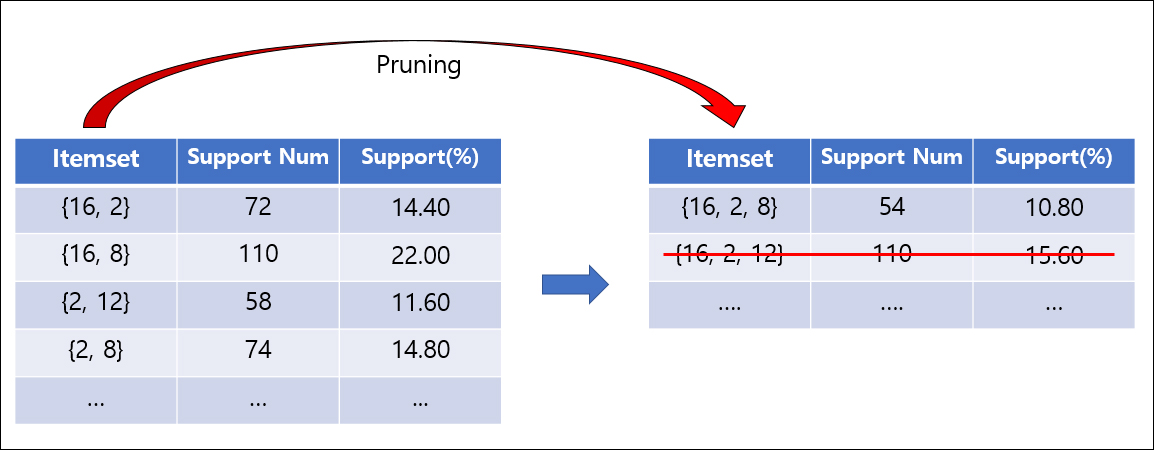 Pruning
Itemset Support Num Support(%)
{16, 2} 72 14.40
{16, 8} 110 22.00
{2, 12} 58 11.60
{2, 8} 74 14.80
... ... ...
Itemset Support Num Support(%)
{16, 2, 8} 54 10.80
{16, 2, 12} 110 15.60
.... .... ...